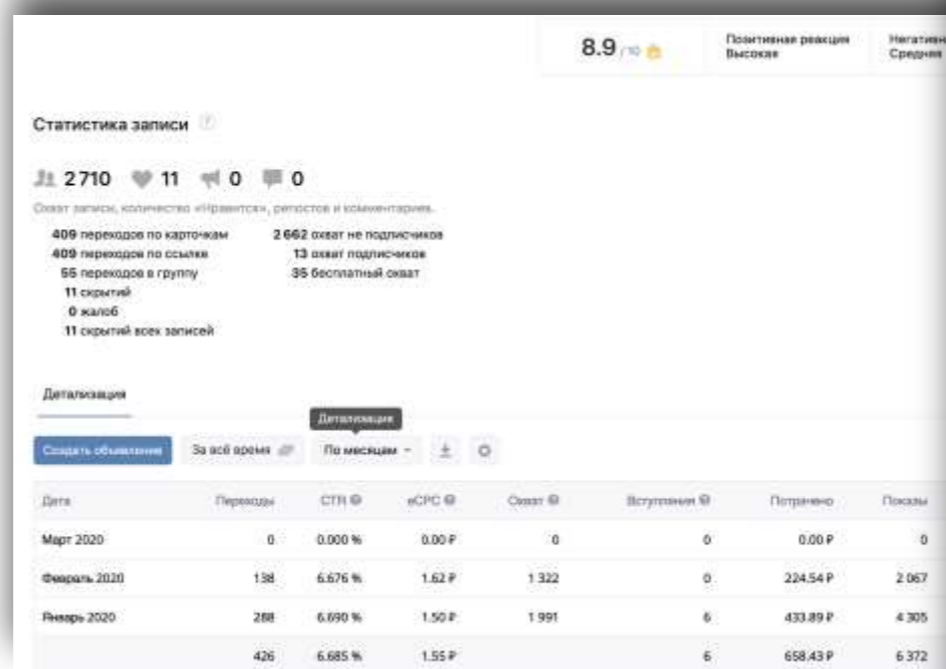 8.9 /10
Позитивная реакция
Высокая
Негативн
Средняя
Статистика записи ?
2 710 11 0 0
Охват записи, количество «Нравится», репостов и комментариев.
409 переходов по карточкам 2 662 охват не подписчиков
409 переходов по ссылке 13 охват подписчиков
55 переходов в группу 35 бесплатный охват
11 скрытий
0 жалоб
11 скрытий всех записей
Детализация
Детализация
Создать объявление За всё время По месяцам
Дата Переходы CTR eCPC Охват Вступления Потрачено Показы
Март 2020 0 0.000 % 0.00 ₽ 0 0 0.00 ₽ 0
Февраль 2020 138 6.676 % 1.62 ₽ 1 322 0 224.54 ₽ 2 067
Январь 2020 288 6.690 % 1.50 ₽ 1 991 6 433.89 ₽ 4 305
426 6.685 % 1.55 ₽ 6 658.43 ₽ 6 372